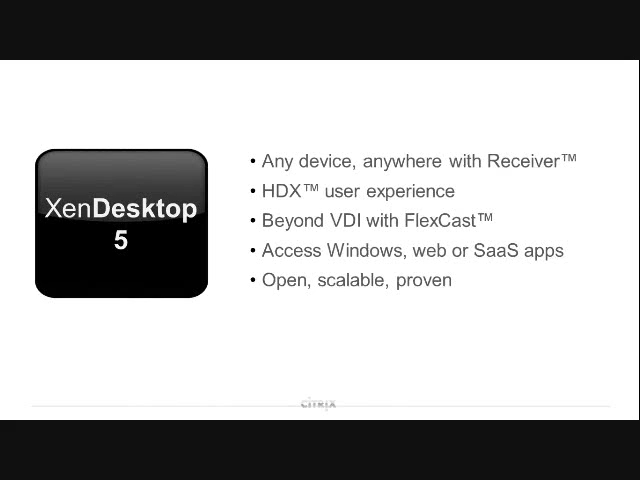 XenDesktop
5
• Any device, anywhere with Receiver™
• HDX™ user experience
• Beyond VDI with FlexCast™
• Access Windows, web or SaaS apps
• Open, scalable, proven
CITRIX